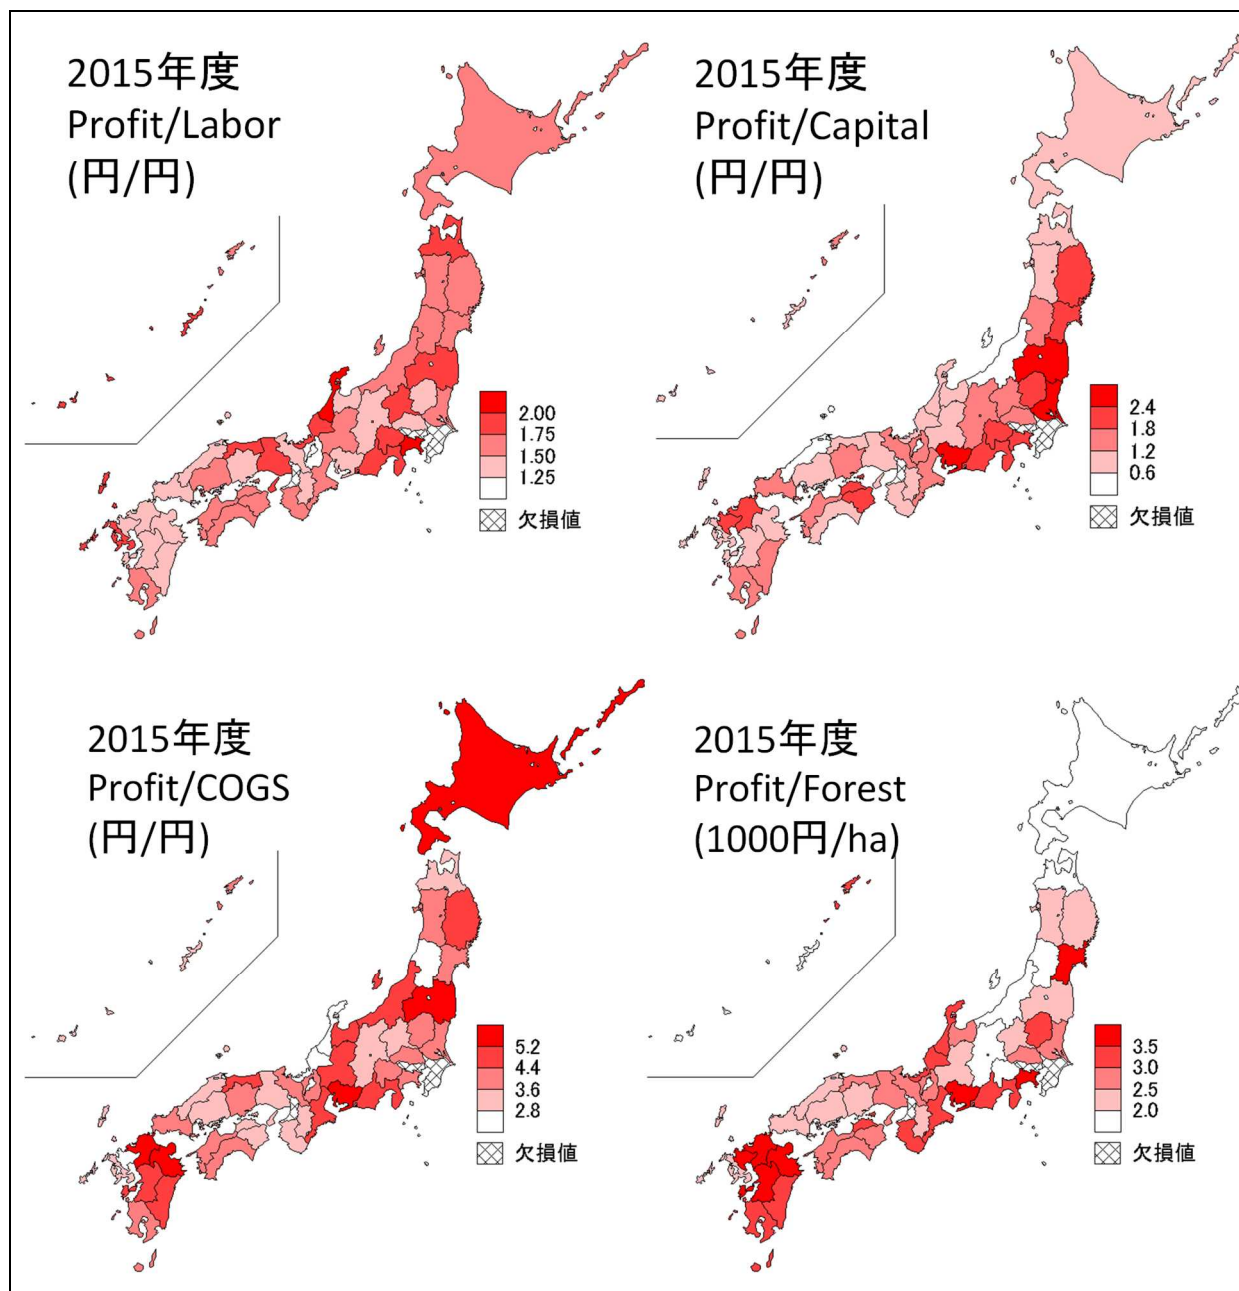 2015年度
Profit/Labor
(円/円)
2.00
1.75
1.50
1.25
欠損値
2015年度
Profit/Capital
(円/円)
2.4
1.8
1.2
0.6
欠損値
2015年度
Profit/COGS
(円/円)
5.2
4.4
3.6
2.8
欠損値
2015年度
Profit/Forest
(1000円/ha)
3.5
3.0
2.5
2.0
欠損値